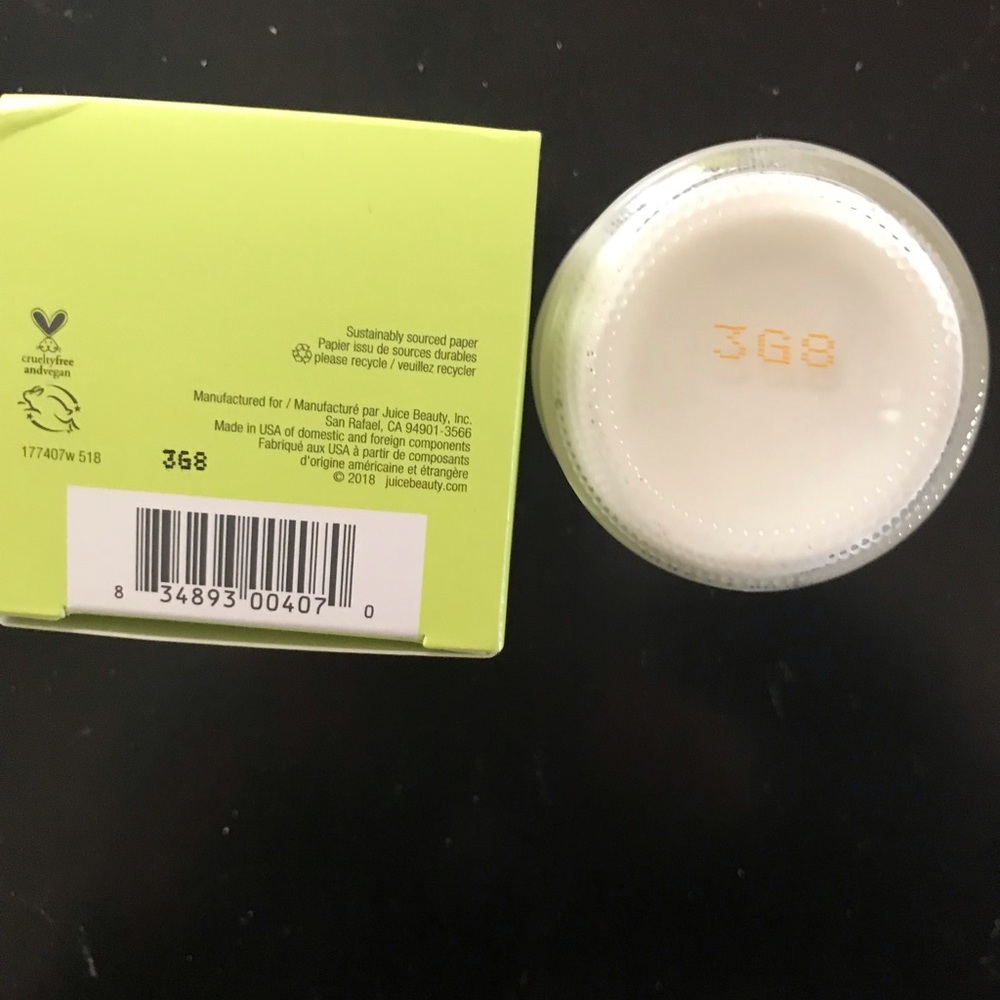 crueltyfree
andvegan
177407w 518
3G8
Sustainably sourced paper
Papier issu de sources durables
please recycle / veuillez recycler
Manufactured for / Manufacturé par Juice Beauty, Inc.
San Rafael, CA 94901-3566
Made in USA of domestic and foreign components
Fabriqué aux USA à partir de composants
d'origine américaine et étrangère
© 2018 juicebeauty.com
8 34893 00407 0
3G8